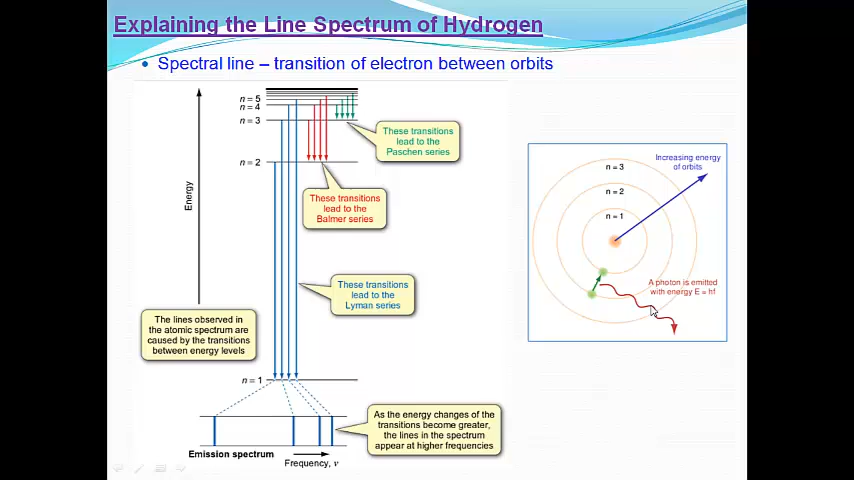 Explaining the Line Spectrum of Hydrogen
• Spectral line – transition of electron between orbits
n = 5
n = 4
n = 3
n = 2
These transitions
lead to the
Paschen series
These transitions
lead to the
Balmer series
Energy
These transitions
lead to the
Lyman series
The lines observed in
the atomic spectrum are
caused by the transitions
between energy levels
n = 1
As the energy changes of the
transitions become greater,
the lines in the spectrum
appear at higher frequencies
Emission spectrum
Frequency, v
Increasing energy
of orbits
n = 3
n = 2
n = 1
A photon is emitted
with energy E = hf